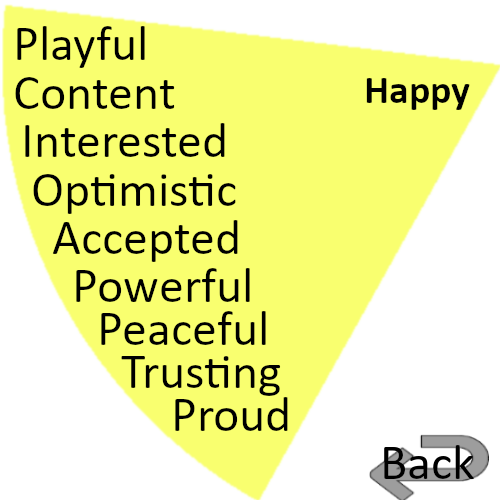 Playful
Content
Happy
Interested
Optimistic
Accepted
Powerful
Peaceful
Trusting
Proud
Back